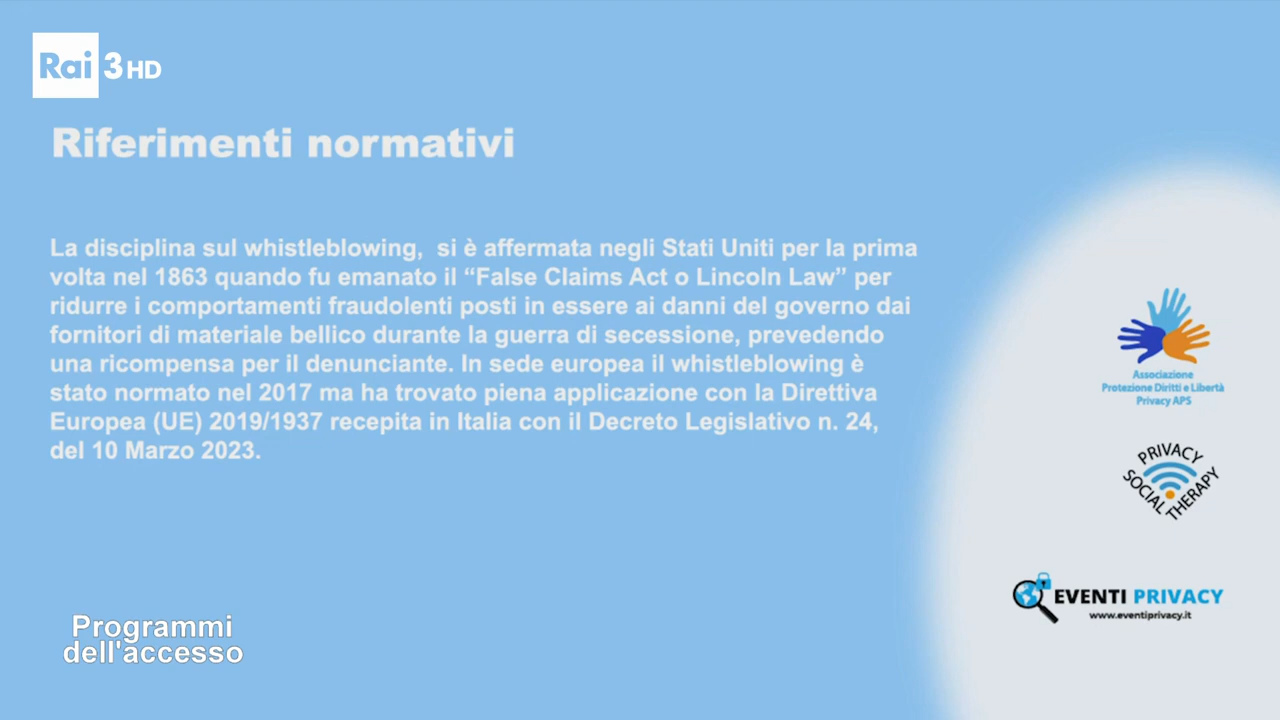 Rai 3 HD
Riferimenti normativi
La disciplina sul whistleblowing,  si è affermata negli Stati Uniti per la prima
volta nel 1863 quando fu emanato il “False Claims Act o Lincoln Law” per
ridurre i comportamenti fraudolenti posti in essere ai danni del governo dai
fornitori di materiale bellico durante la guerra di secessione, prevedendo
una ricompensa per il denunciante. In sede europea il whistleblowing è
stato normato nel 2017 ma ha trovato piena applicazione con la Direttiva
Europea (UE) 2019/1937 recepita in Italia con il Decreto Legislativo n. 24,
del 10 Marzo 2023.
Associazione
Protezione Diritti e Libertà
Privacy APS
PRIVACY
SOCIAL THERAPY
EVENTI PRIVACY
www.eventiprivacy.it
Programmi
dell'accesso